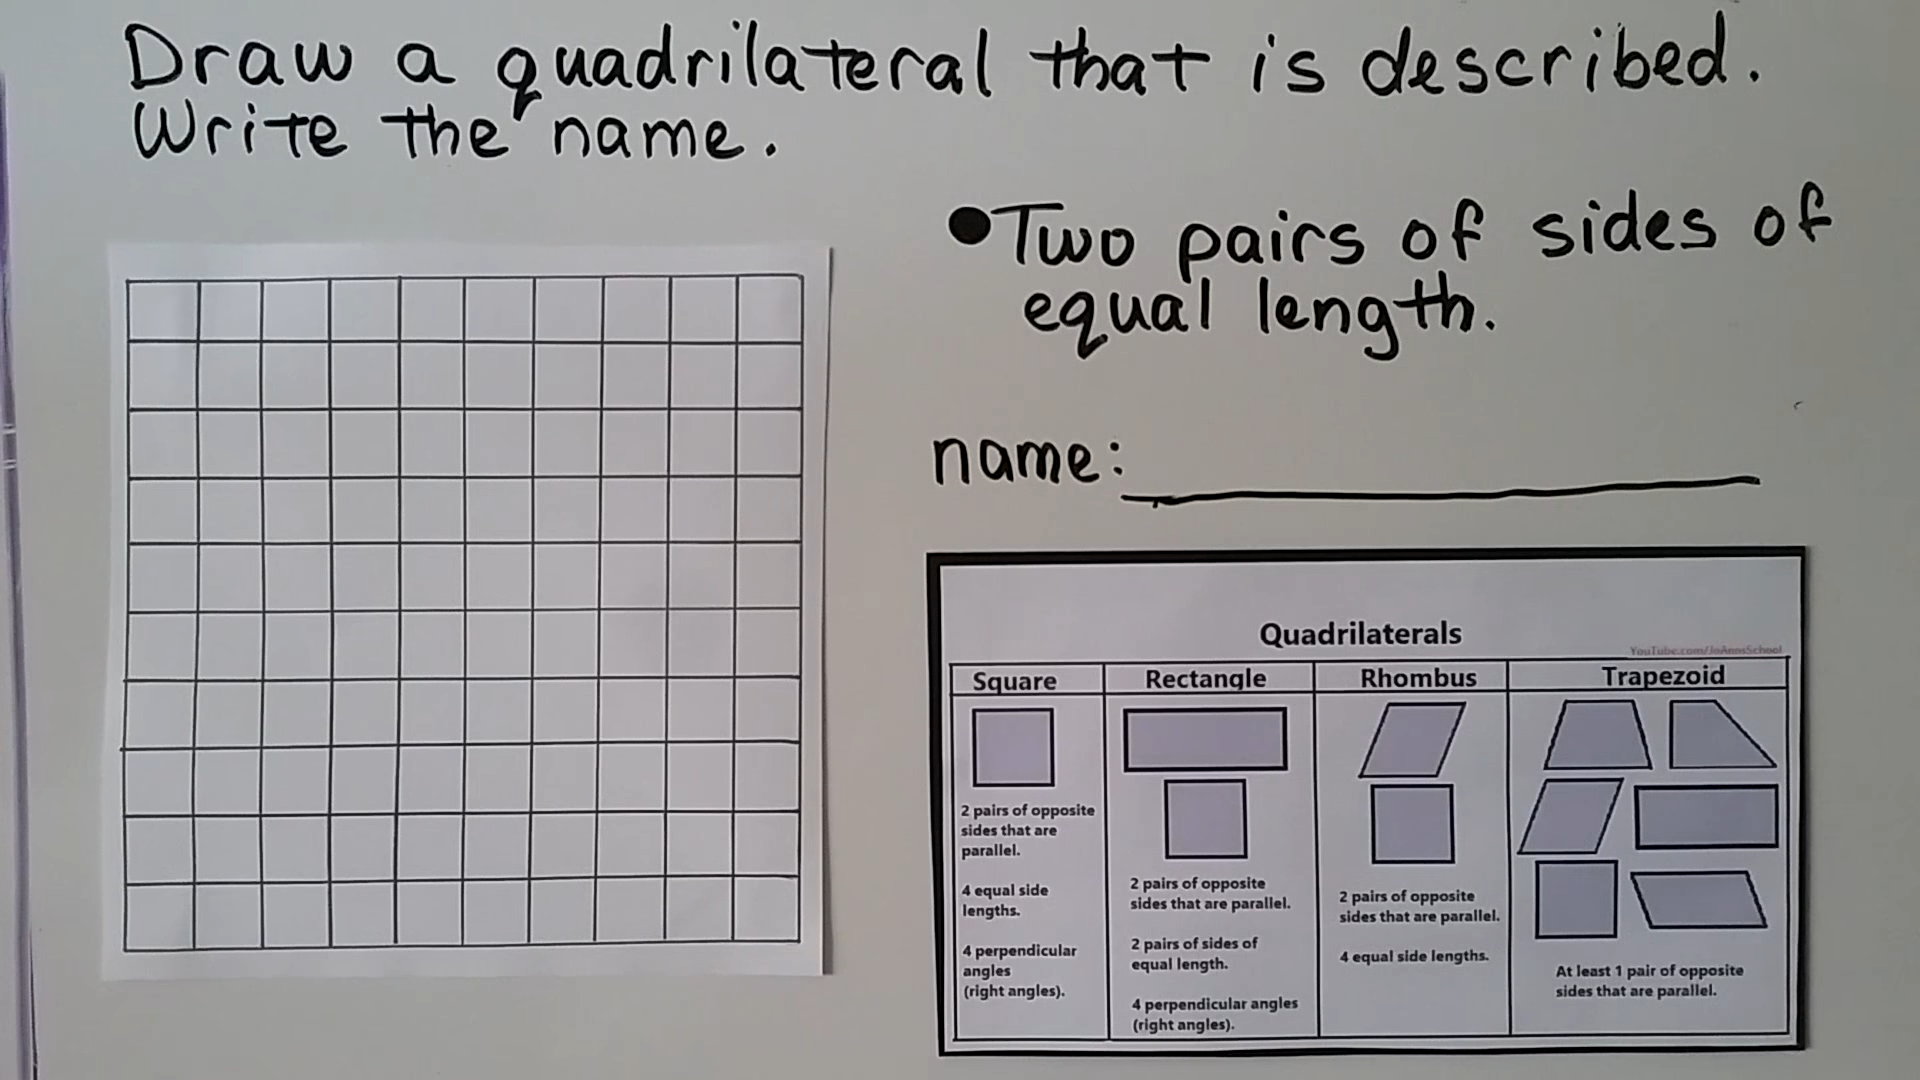 Draw a quadrilateral that is described.
Write the name.
•Two pairs of sides of
equal length.
name:
Quadrilaterals
YouTube.com/JoAnnsSchool
Square
Rectangle
Rhombus
Trapezoid
2 pairs of opposite
sides that are
parallel.
4 equal side
lengths.
4 perpendicular
angles
(right angles).
2 pairs of opposite
sides that are parallel.
2 pairs of sides of
equal length.
4 perpendicular angles
(right angles).
2 pairs of opposite
sides that are parallel.
4 equal side lengths.
At least 1 pair of opposite
sides that are parallel.